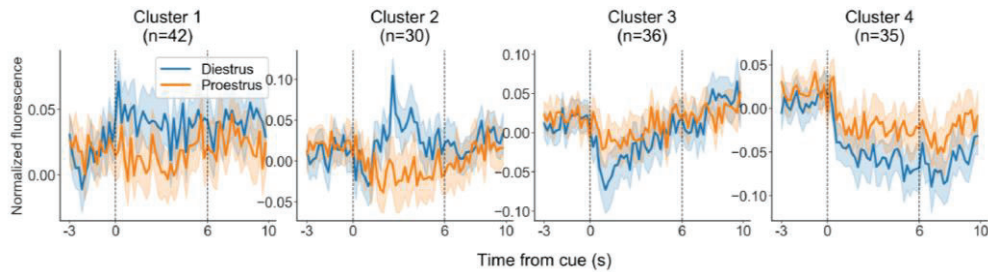 Cluster 1
(n=42)
Cluster 2
(n=30)
Cluster 3
(n=36)
Cluster 4
(n=35)
Normalized fluorescence
Diestrus
Proestrus
0.05
0.00
-3 0 6 10
0.10
0.05
0.00
−0.05
-3 0 6 10
0.10
0.05
0.00
−0.05
−0.10
-3 0 6 10
0.05
0.00
−0.05
−0.10
-3 0 6 10
Time from cue (s)